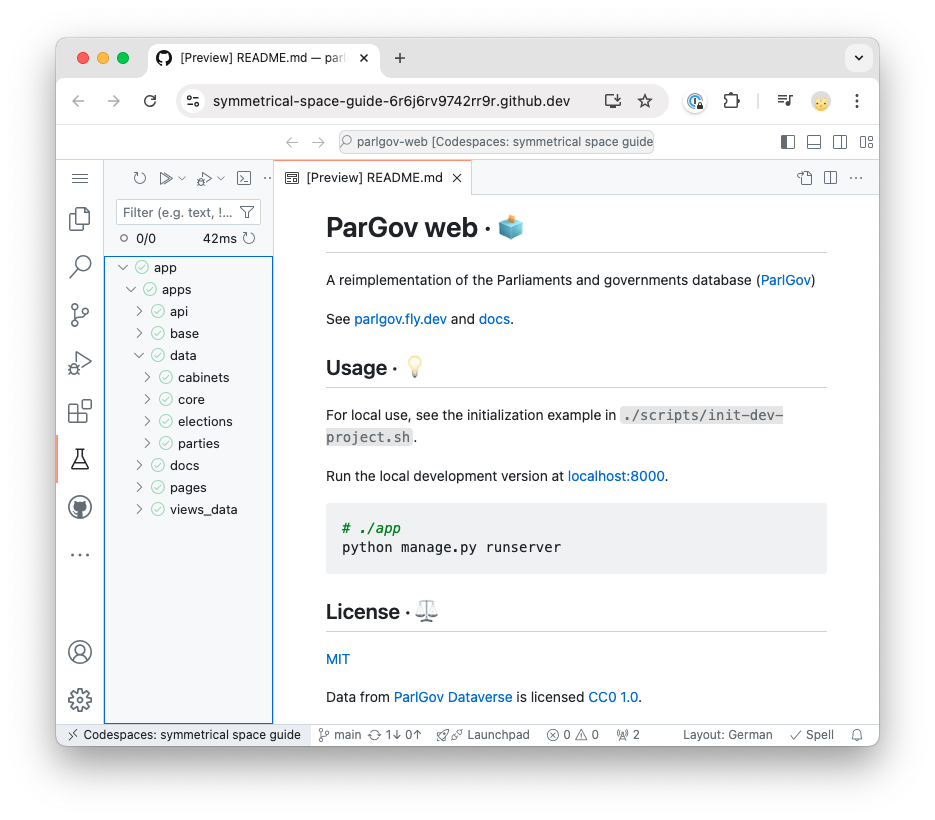 [Preview] README.md — parl
symmetrical-space-guide-6r6j6rv9742rr9r.github.dev
parlgov-web [Codespaces: symmetrical space guide
[Preview] README.md
Filter (e.g. text, !...
0/0 42ms
app
apps
api
base
data
cabinets
core
elections
parties
docs
pages
views_data
ParGov web ·
A reimplementation of the Parliaments and governments database (ParlGov)
See parlgov.fly.dev and docs.
Usage ·
For local use, see the initialization example in ./scripts/init-dev-
project.sh.
Run the local development version at localhost:8000.
# ./app
python manage.py runserver
License ·
MIT
Data from ParlGov Dataverse is licensed CC0 1.0.
Codespaces: symmetrical space guide main 1↓ 0↑ Launchpad 0 0 2 Layout: German Spell